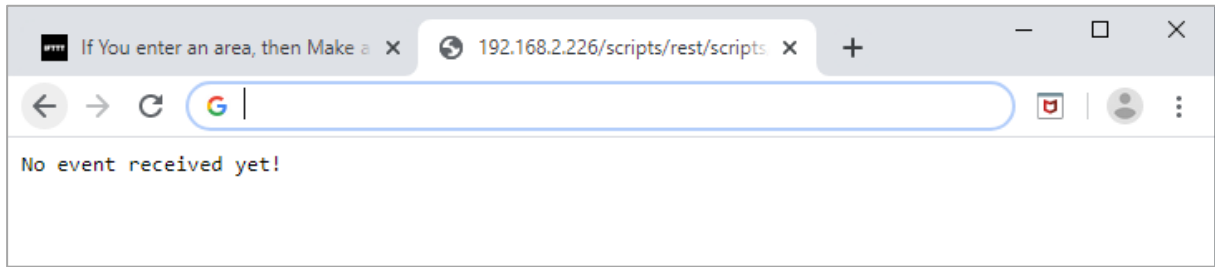 If You enter an area, then Make a
192.168.2.226/scripts/rest/scripts
No event received yet!